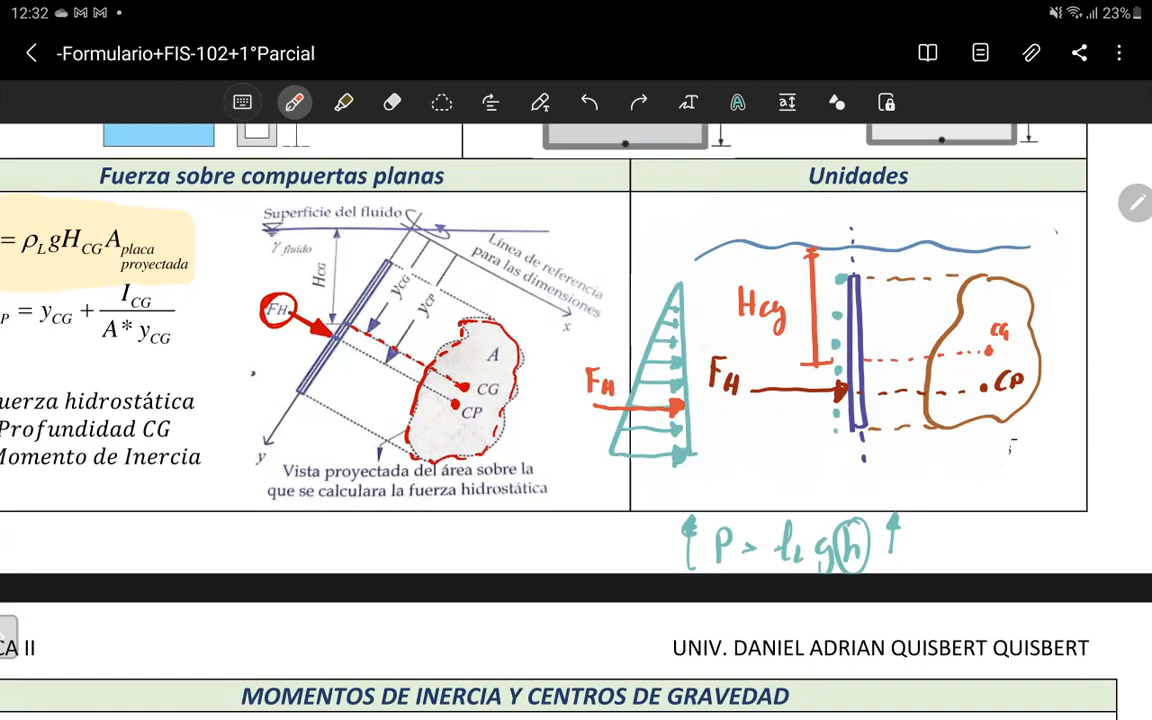 12:32
23%
-Formulario+FIS-102+1°Parcial
Fuerza sobre compuertas planas
Unidades
= ρL gHCG Aplaca proyectada
P = yCG + ICG / A* yCG
uerza hidrostática
Profundidad CG
Momento de Inercia
Superficie del fluido
γ fluido
HCG
FH
yCG
yCP
Línea de referencia
para las dimensiones
x
A
CG
CP
y
Vista proyectada del área sobre la
que se calculara la fuerza hidrostática
Hcg
FH
FH
CG
CP
CA II
UNIV. DANIEL ADRIAN QUISBERT QUISBERT
MOMENTOS DE INERCIA Y CENTROS DE GRAVEDAD